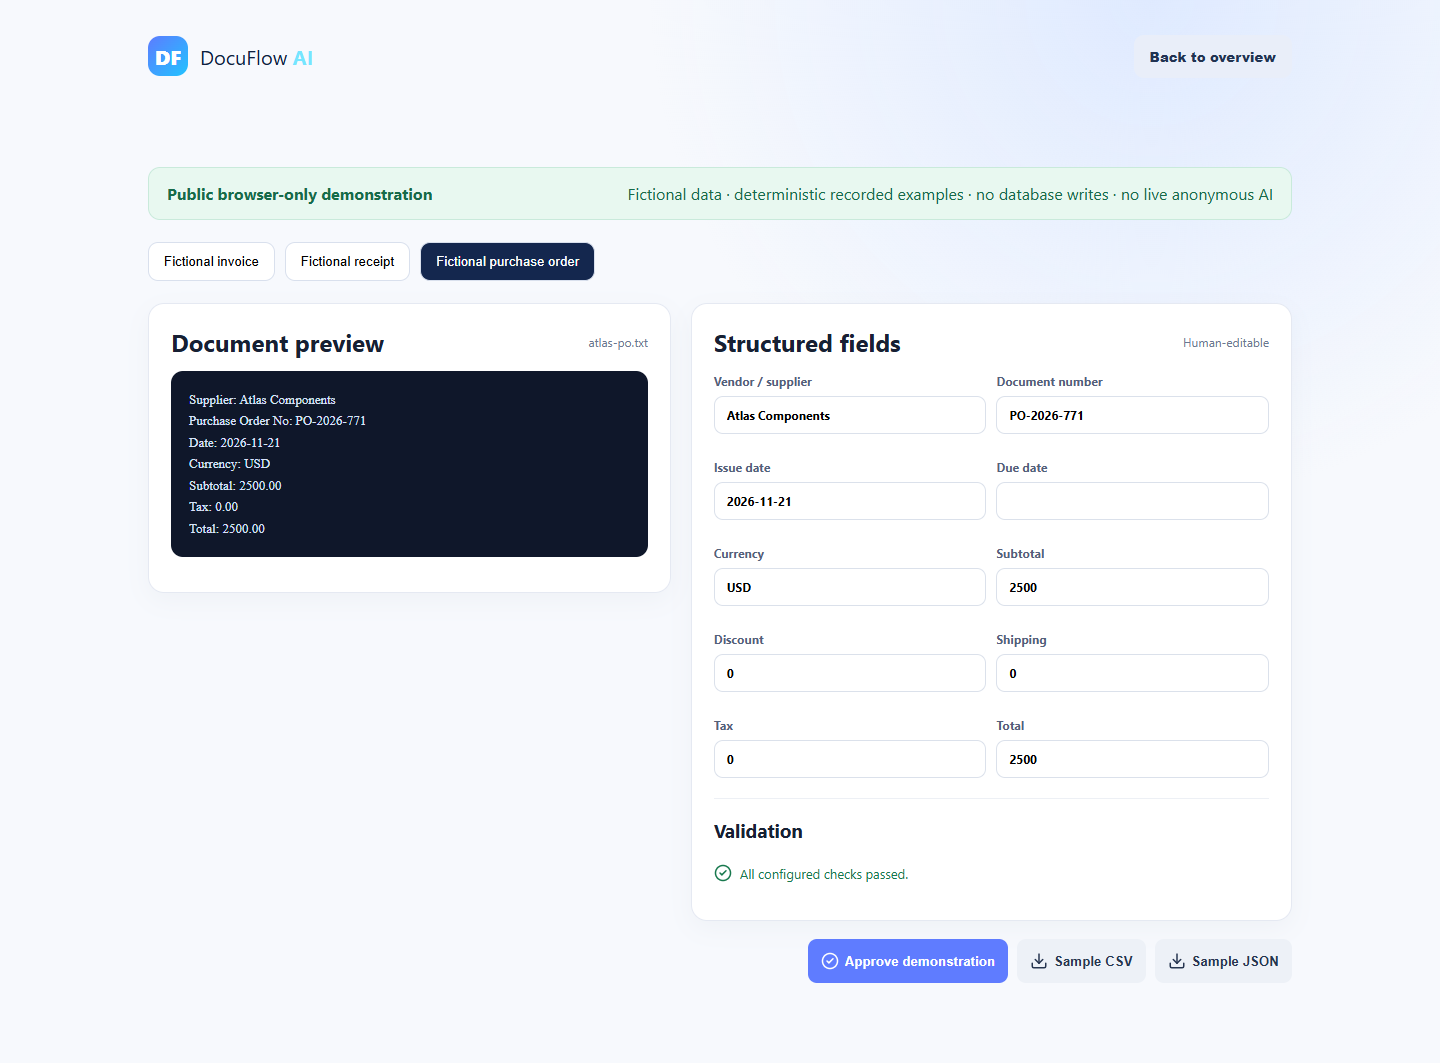 DF DocuFlow AI
Back to overview
Public browser-only demonstration
Fictional data · deterministic recorded examples · no database writes · no live anonymous AI
Fictional invoice
Fictional receipt
Fictional purchase order
Document preview
atlas-po.txt
Supplier: Atlas Components
Purchase Order No: PO-2026-771
Date: 2026-11-21
Currency: USD
Subtotal: 2500.00
Tax: 0.00
Total: 2500.00
Structured fields
Human-editable
Vendor / supplier
Atlas Components
Document number
PO-2026-771
Issue date
2026-11-21
Due date
Currency
USD
Subtotal
2500
Discount
0
Shipping
0
Tax
0
Total
2500
Validation
All configured checks passed.
Approve demonstration
Sample CSV
Sample JSON